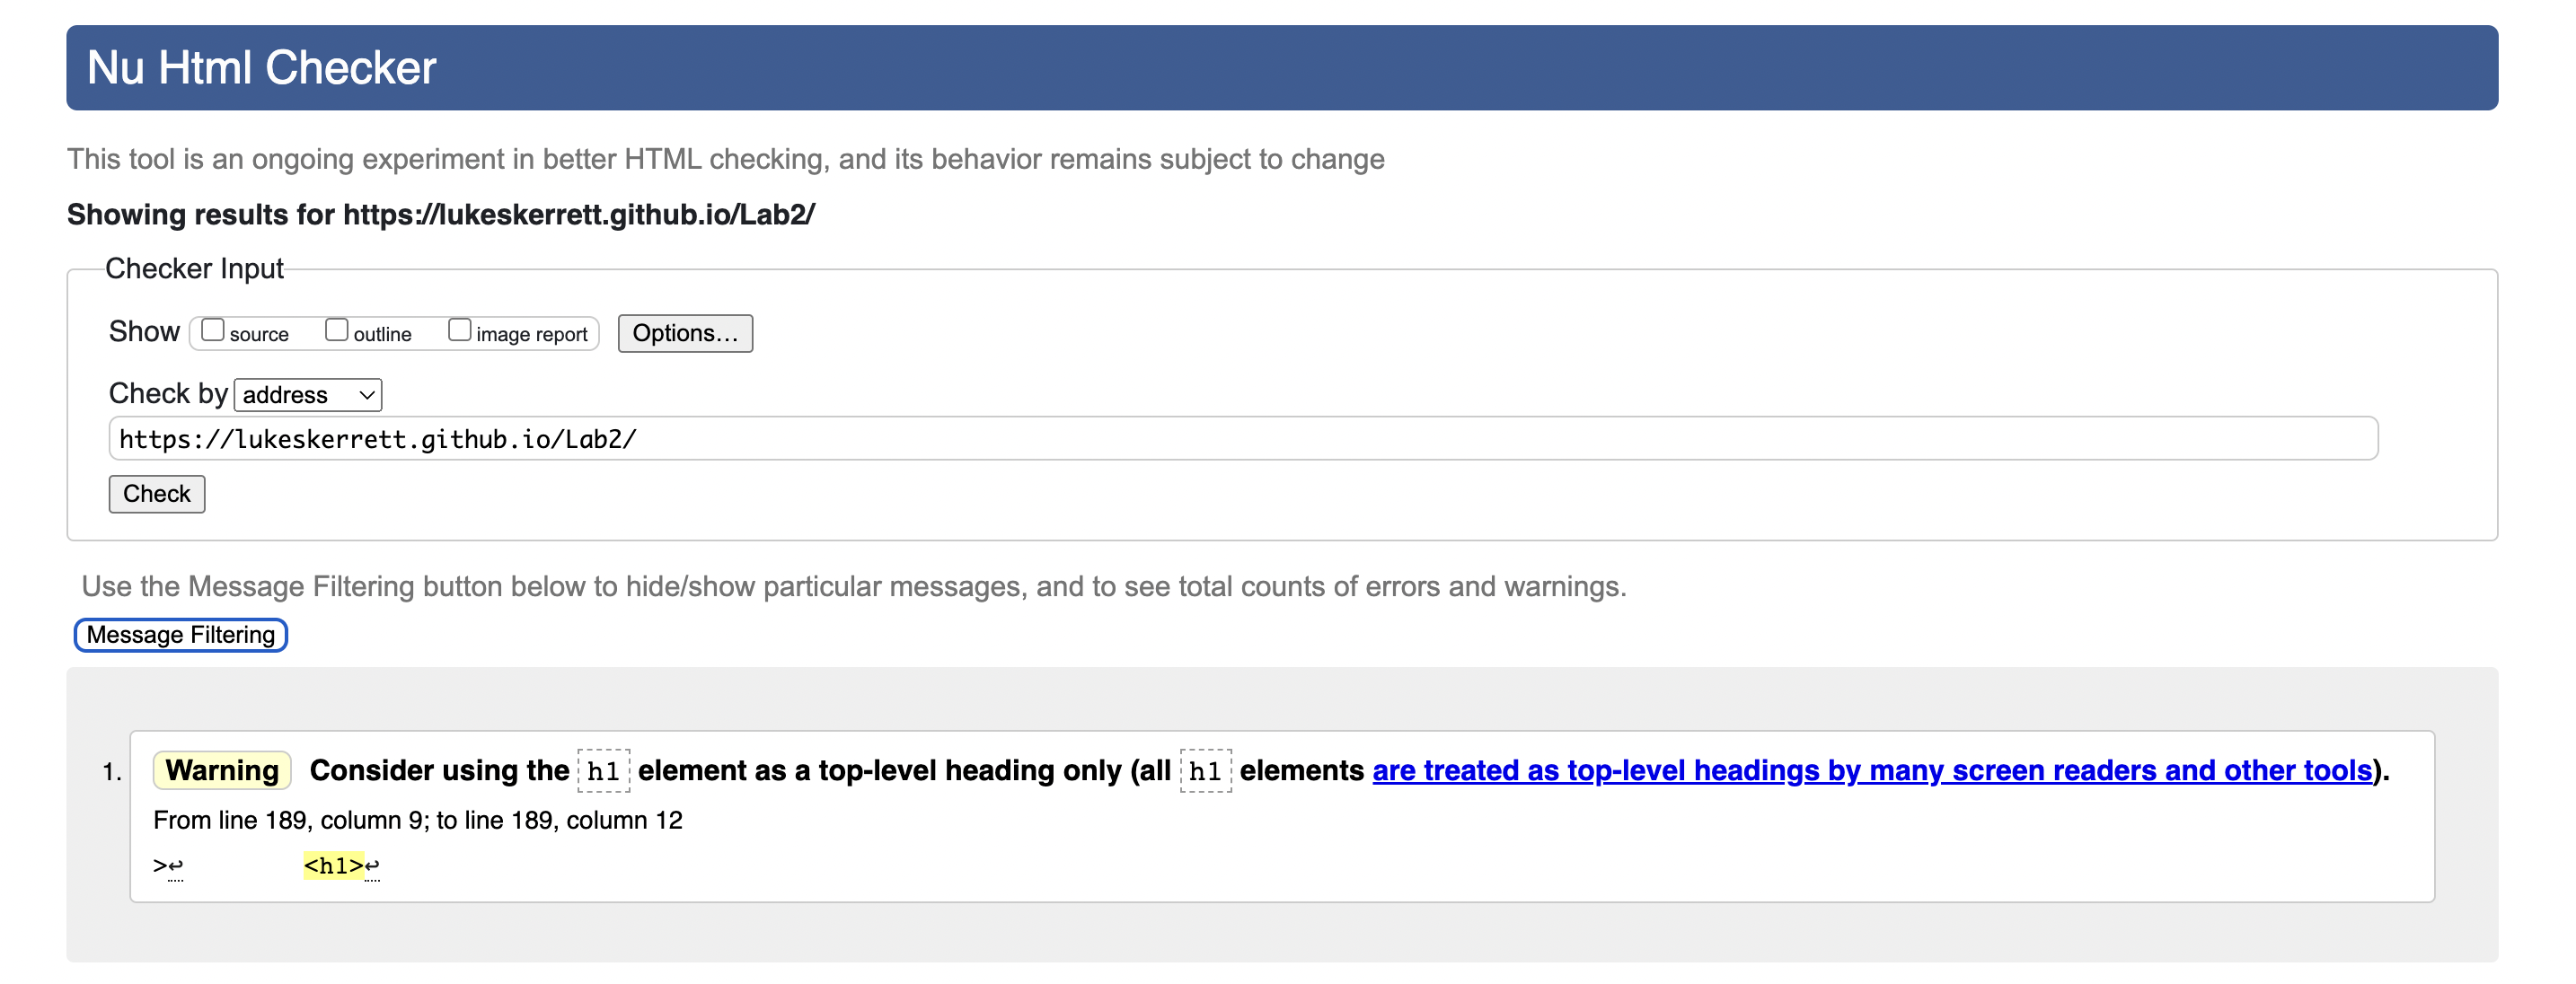 Nu Html Checker
This tool is an ongoing experiment in better HTML checking, and its behavior remains subject to change
Showing results for https://lukeskerrett.github.io/Lab2/
Checker Input
Show source outline image report Options...
Check by address
https://lukeskerrett.github.io/Lab2/
Check
Use the Message Filtering button below to hide/show particular messages, and to see total counts of errors and warnings.
Message Filtering
1. Warning Consider using the h1 element as a top-level heading only (all h1 elements are treated as top-level headings by many screen readers and other tools).
From line 189, column 9; to line 189, column 12
>↩ <h1>↩